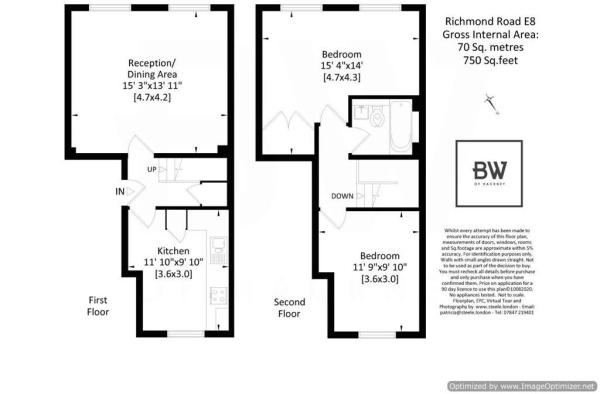 Richmond Road E8
Gross Internal Area:
70 Sq. metres
750 Sq.feet
Reception/
Dining Area
15' 3"x13' 11"
[4.7x4.2]
UP
IN
Kitchen
11' 10"x9' 10"
[3.6x3.0]
First
Floor
Bedroom
15' 4"x14'
[4.7x4.3]
DOWN
Bedroom
11' 9"x9' 10"
[3.6x3.0]
Second
Floor
BW
OF HACKNEY
Whilst every attempt has been made to
ensure the accuracy of this floor plan,
measurements of doors, windows, rooms
and Sq.footage are approximate within 5%
accuracy. For identification purposes only.
Walls with small angles drawn straight. Not
to be used as part of the decision to buy.
You must recheck all details before purchase
and only purchase when you have
confirmed them. Price on application for a
90 day licence to use this plan©10082020.
No appliances tested. Not to scale.
Floorplan, EPC, Virtual Tour and
Photography by www.steele.london - Email:
patricia@steele.london - Tel: 07847 219401
Optimized by www.ImageOptimizer.net